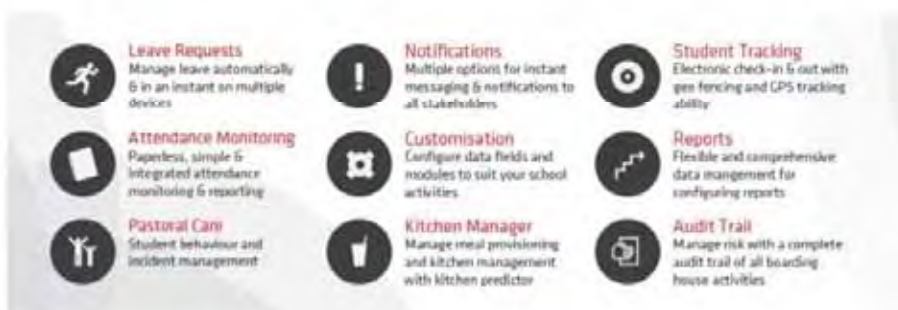 Leave Requests
Manage leave automatically
& in an instant on multiple
devices
Notifications
Multiple options for instant
messaging & notifications to
all stakeholders
Student Tracking
Electronic check-in & out with
geo fencing and GPS tracking
ability
Attendance Monitoring
Paperless, simple &
integrated attendance
monitoring & reporting
Customisation
Configure data fields and
modules to suit your school
activities
Reports
Flexible and comprehensive
data mangement for
configuring reports
Pastoral Care
Student behaviour and
incident management
Kitchen Manager
Manage meal provisioning
and kitchen management
with kitchen predictor
Audit Trail
Manage risk with a complete
audit trail of all boarding
house activities